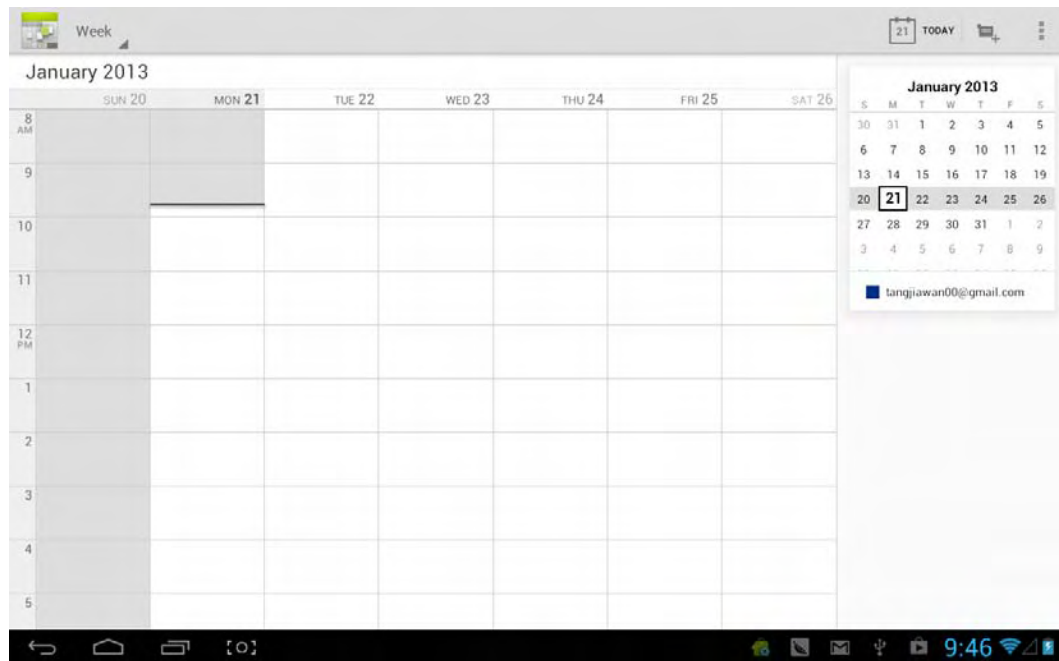 Week
21 TODAY
January 2013
SUN 20 MON 21 TUE 22 WED 23 THU 24 FRI 25 SAT 26
8
AM
9
10
11
12
PM
1
2
3
4
5
January 2013
S M T W T F S
30 31 1 2 3 4 5
6 7 8 9 10 11 12
13 14 15 16 17 18 19
20 21 22 23 24 25 26
27 28 29 30 31 1 2
3 4 5 6 7 8 9
tangjiawan00@gmail.com
9:46